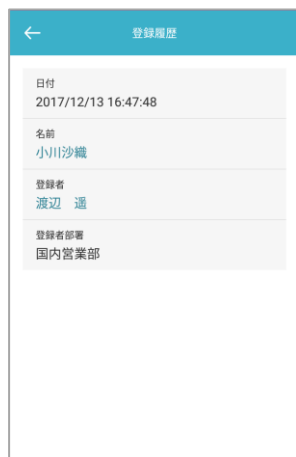 登録履歴
日付
2017/12/13 16:47:48
名前
小川沙織
登録者
渡辺　遥
登録者部署
国内営業部